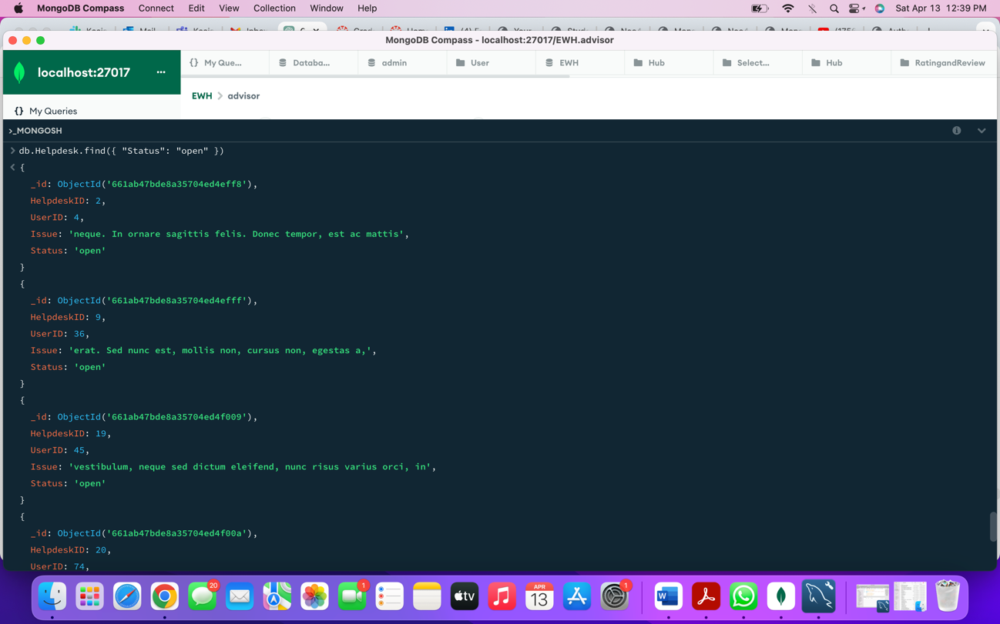 MongoDB Compass Connect Edit View Collection Window Help Sat Apr 13 12:39 PM
MongoDB Compass - localhost:27017/EWH.advisor
localhost:27017 ...
{} My Que... Databa... admin User EWH Hub Select... Hub RatingandReview
EWH > advisor
{} My Queries
>_MONGOSH
> db.Helpdesk.find({ "Status": "open" })
< {
_id: ObjectId('661ab47bde8a35704ed4eff8'),
HelpdeskID: 2,
UserID: 4,
Issue: 'neque. In ornare sagittis felis. Donec tempor, est ac mattis',
Status: 'open'
}
{
_id: ObjectId('661ab47bde8a35704ed4efff'),
HelpdeskID: 9,
UserID: 36,
Issue: 'erat. Sed nunc est, mollis non, cursus non, egestas a,',
Status: 'open'
}
{
_id: ObjectId('661ab47bde8a35704ed4f009'),
HelpdeskID: 19,
UserID: 45,
Issue: 'vestibulum, neque sed dictum eleifend, nunc risus varius orci, in',
Status: 'open'
}
{
_id: ObjectId('661ab47bde8a35704ed4f00a'),
HelpdeskID: 20,
UserID: 74,
20 1 tv APR 13 1 W